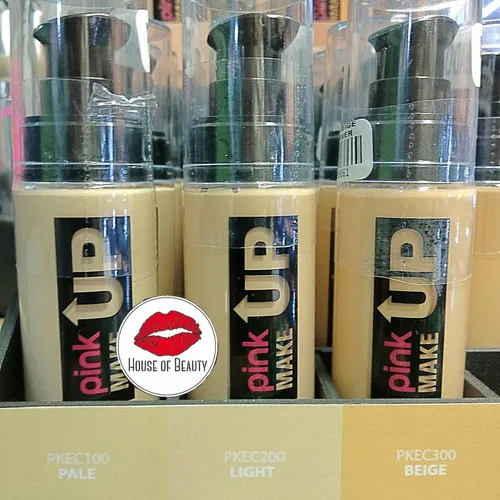 pink
MAKE
UP
pink
MAKE
UP
pink
MAKE
UP
HOUSE OF BEAUTY
PKEC100
PALE
PKEC200
LIGHT
PKEC300
BEIGE